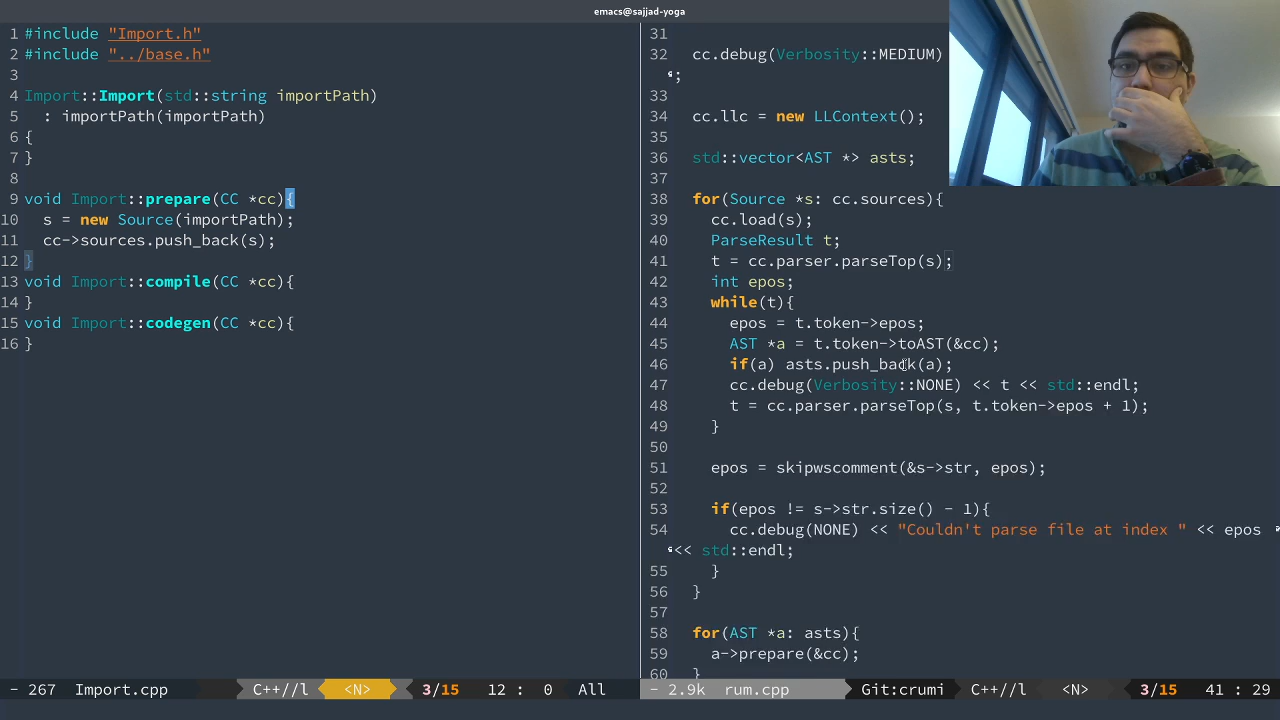 emacs@sajjad-yoga
1 #include "Import.h"
2 #include "../base.h"
3
4 Import::Import(std::string importPath)
5   : importPath(importPath)
6 {
7 }
8
9 void Import::prepare(CC *cc){
10   s = new Source(importPath);
11   cc->sources.push_back(s);
12 }
13 void Import::compile(CC *cc){
14 }
15 void Import::codegen(CC *cc){
16 }
- 267 Import.cpp C++//l <N> 3/15 12 : 0 All
31
32   cc.debug(Verbosity::MEDIUM)
;
33
34   cc.llc = new LLContext();
35
36   std::vector<AST *> asts;
37
38   for(Source *s: cc.sources){
39     cc.load(s);
40     ParseResult t;
41     t = cc.parser.parseTop(s);
42     int epos;
43     while(t){
44       epos = t.token->epos;
45       AST *a = t.token->toAST(&cc);
46       if(a) asts.push_back(a);
47       cc.debug(Verbosity::NONE) << t << std::endl;
48       t = cc.parser.parseTop(s, t.token->epos + 1);
49     }
50
51     epos = skipwscomment(&s->str, epos);
52
53     if(epos != s->str.size() - 1){
54       cc.debug(NONE) << "Couldn't parse file at index " << epos
<< std::endl;
55     }
56   }
57
58   for(AST *a: asts){
59     a->prepare(&cc);
60   }
- 2.9k rum.cpp Git:crumi C++//l <N> 3/15 41 : 29